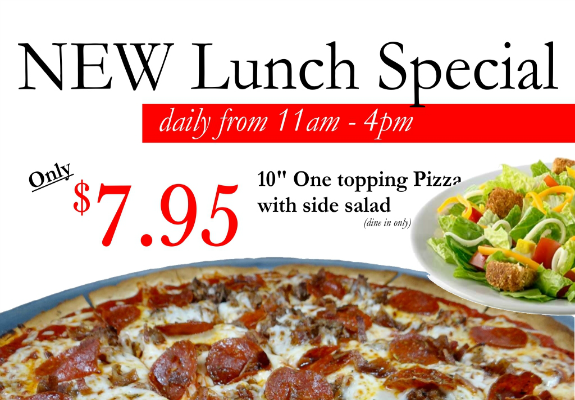 NEW Lunch Special
daily from 11am - 4pm
Only
$7.95
10" One topping Pizza
with side salad
(dine in only)